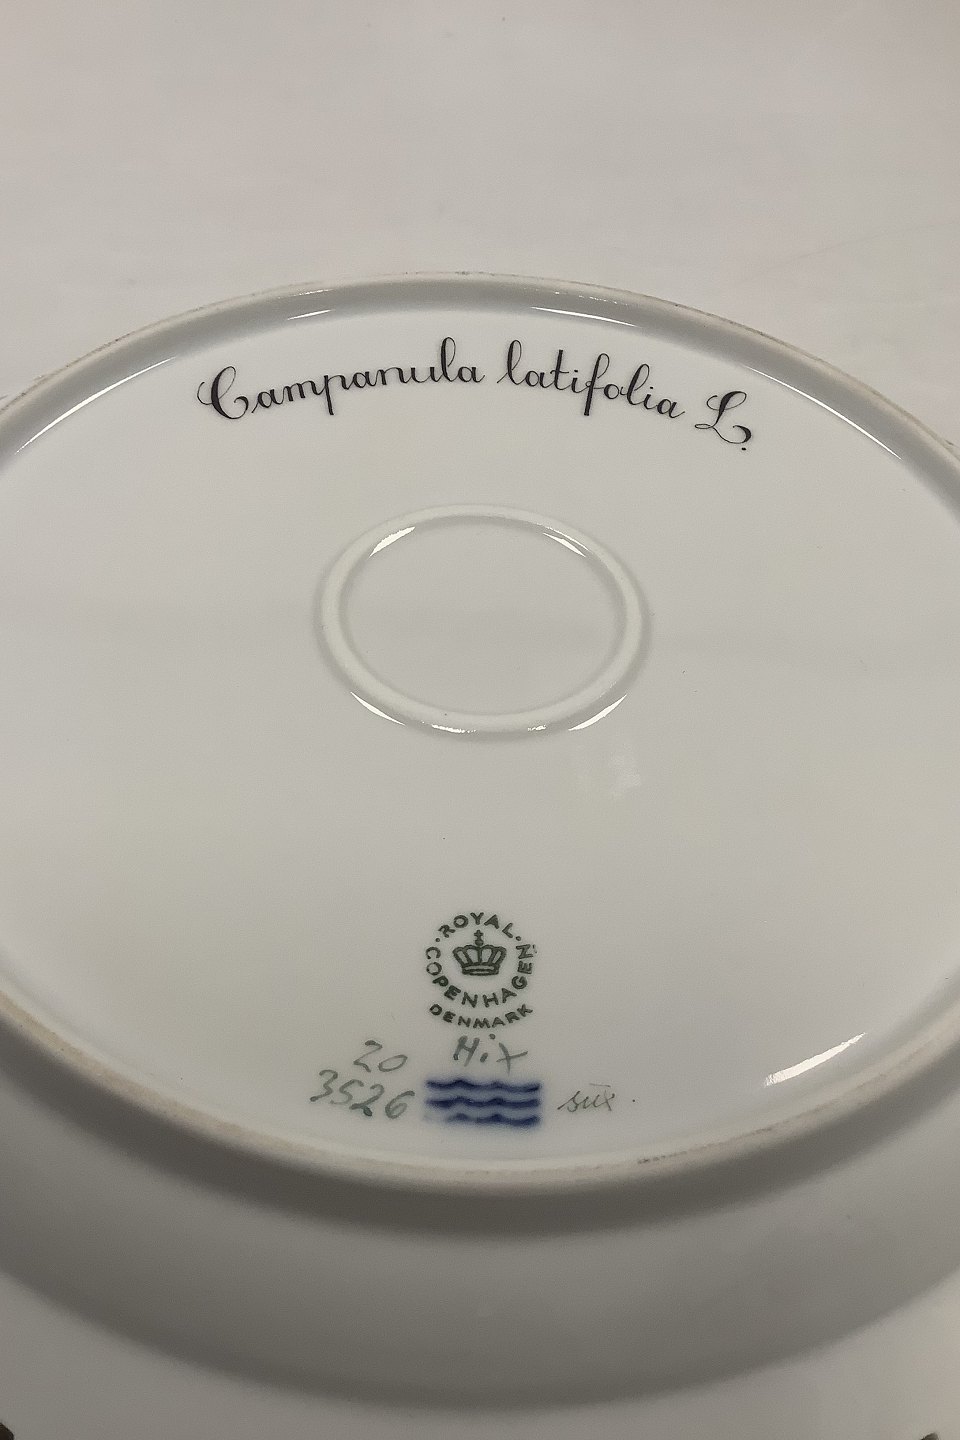 Campanula latifolia L.
ROYAL COPENHAGEN
DENMARK
20
3526